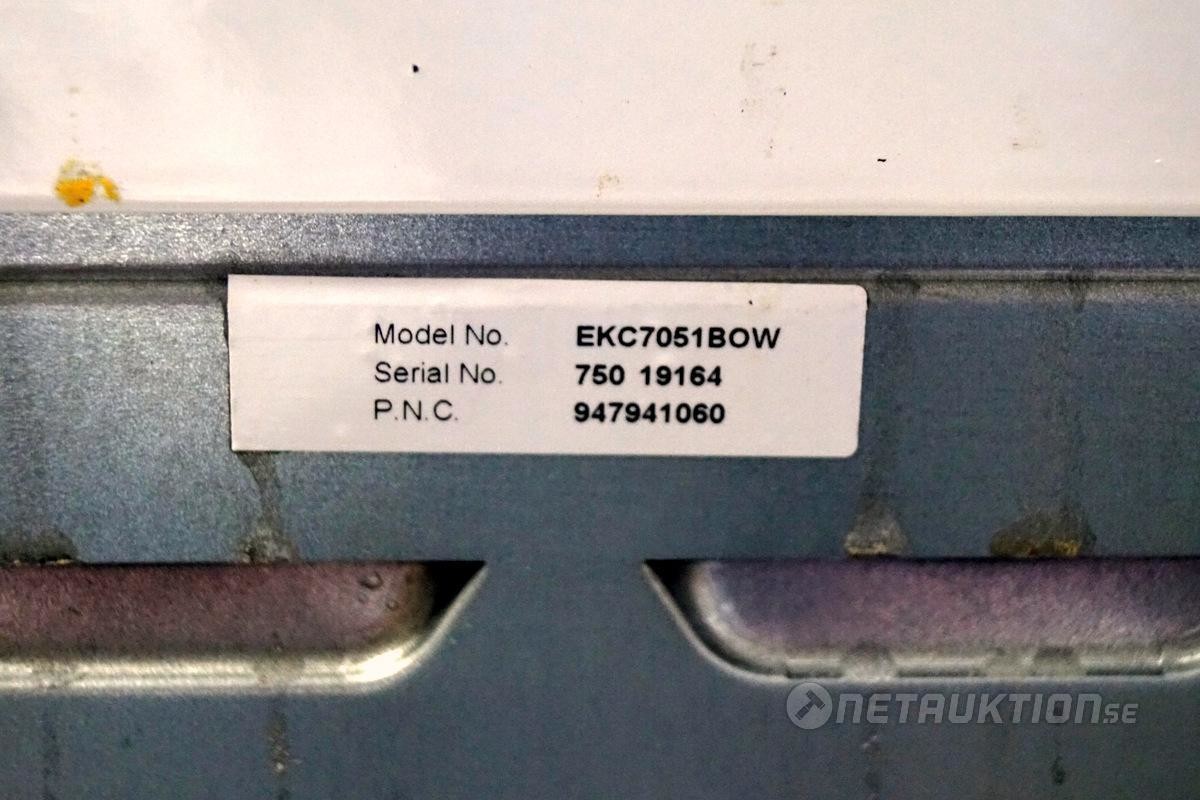 Model No. EKC7051BOW
Serial No. 750 19164
P.N.C. 947941060
NETAUKTION.SE